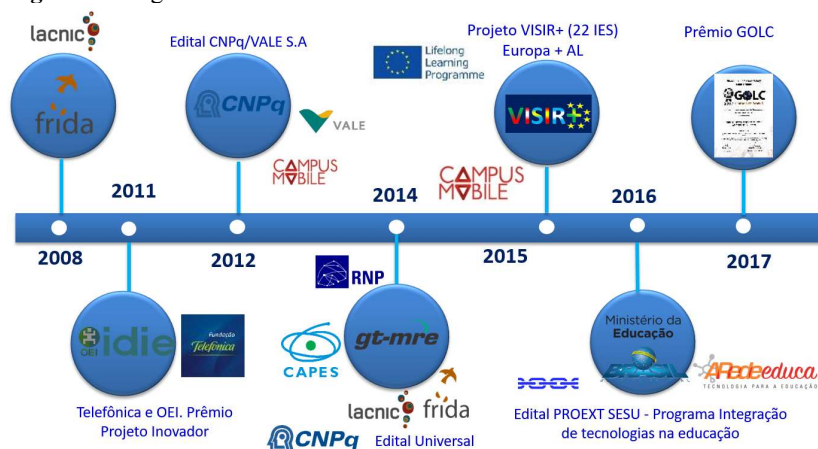 lacnic
Edital CNPq/VALE S.A
Projeto VISIR+ (22 IES)
Europa + AL
Prêmio GOLC
frida
CNPq
VALE
CAMPUS
MOBILE
Lifelong
Learning
Programme
VISIR+
GOLC
CAMPUS
MOBILE
2011
2014
2016
2008
2012
2015
2017
OEI
idie
Fundação
Telefónica
Telefônica e OEI. Prêmio
Projeto Inovador
RNP
CAPES
gt-mre
lacnic
frida
CNPq
Edital Universal
Ministério da
Educação
BRASIL
ARedeeduca
TECNOLOGIA PARA A EDUCAÇÃO
Edital PROEXT SESU - Programa Integração
de tecnologias na educação